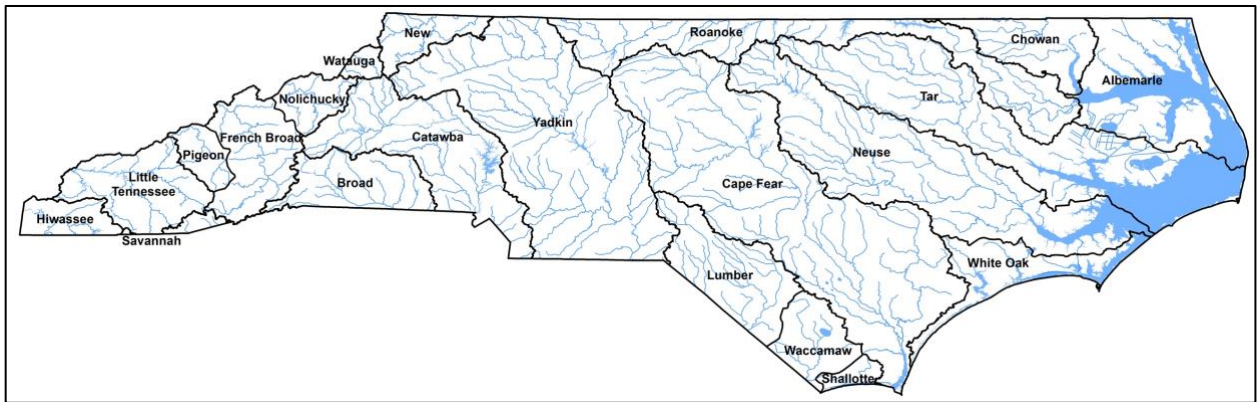 New
Roanoke
Chowan
Watauga
Albemarle
Nolichucky
Tar
Yadkin
French Broad
Catawba
Pigeon
Neuse
Little
Tennessee
Broad
Cape Fear
Hiwassee
Savannah
White Oak
Lumber
Waccamaw
Shallotte